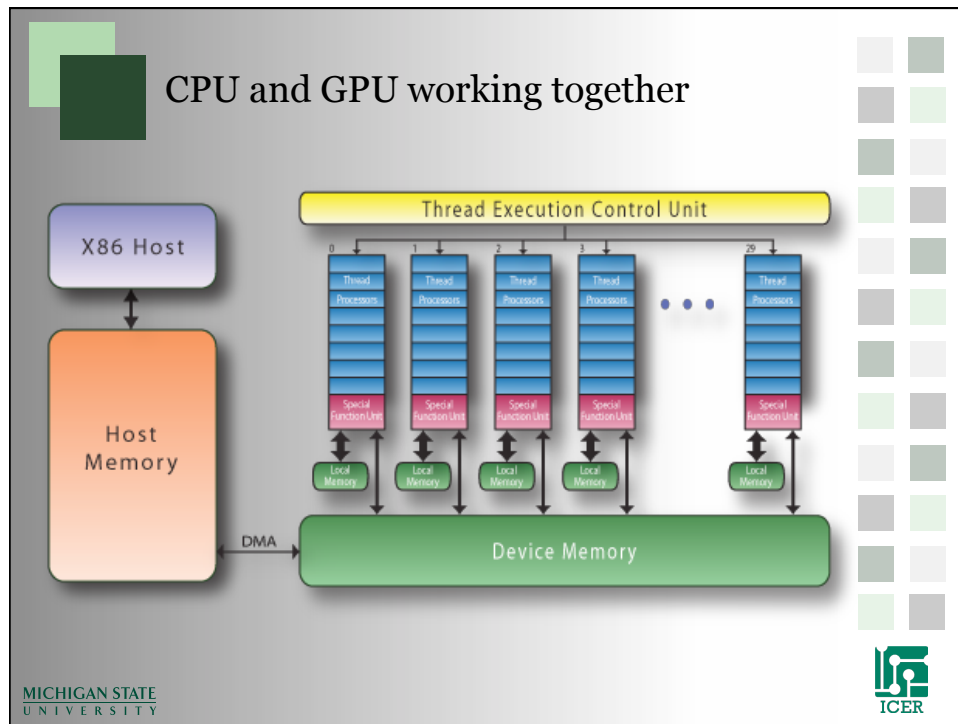 CPU and GPU working together
X86 Host
Host
Memory
DMA
Thread Execution Control Unit
0
1
2
3
29
Thread
Processors
Special
Function Unit
Local
Memory
Thread
Processors
Special
Function Unit
Local
Memory
Thread
Processors
Special
Function Unit
Local
Memory
Thread
Processors
Special
Function Unit
Local
Memory
Thread
Processors
Special
Function Unit
Local
Memory
Device Memory
MICHIGAN STATE
UNIVERSITY
ICER